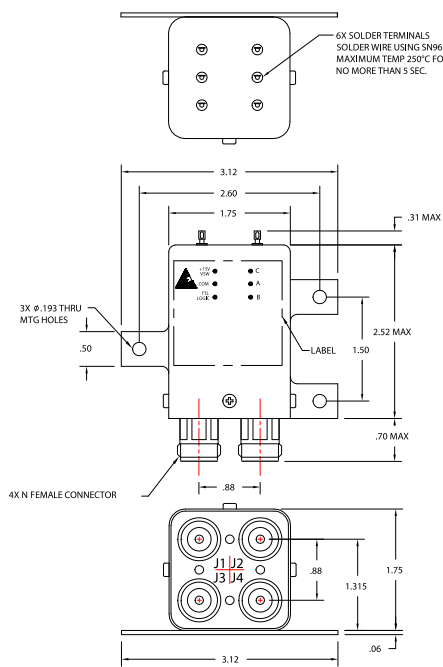 6X SOLDER TERMINALS
SOLDER WIRE USING SN96
MAXIMUM TEMP 250°C FO
NO MORE THAN 5 SEC.
3.12
2.60
1.75
.31 MAX
+15V
VSW
C
COM
A
TTL
LOGIC
B
3X ϕ.193 THRU
MTG HOLES
.50
LABEL
2.52 MAX
1.50
.70 MAX
4X N FEMALE CONNECTOR
.88
J1 J2
J3 J4
.88
1.315
1.75
.06
3.12